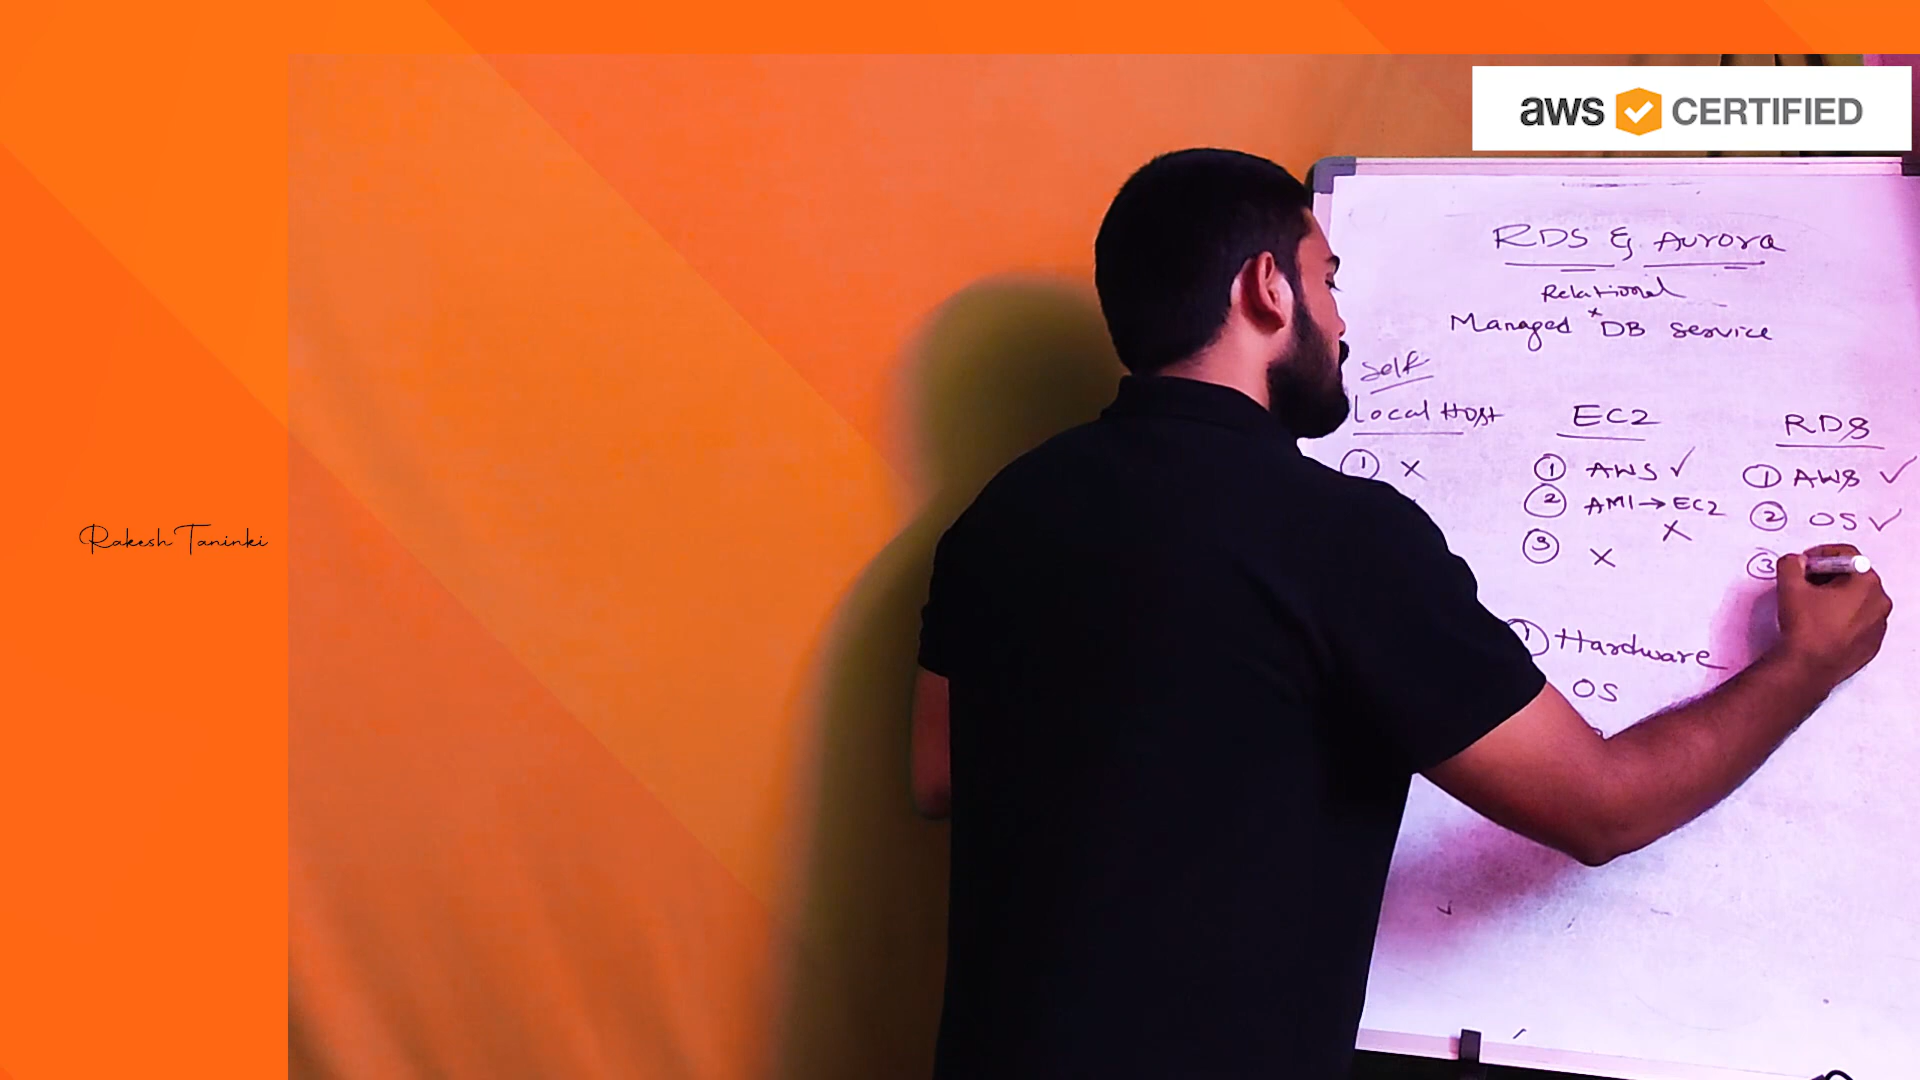 aws CERTIFIED
RDS & Aurora
Relational
Managed DB Service
Self
Local Host
① X
EC2
① AWS ✓
② AMI → EC2
X
③ X
RDS
① AWS ✓
② OS ✓
③
① Hardware
OS
Rakesh Taninki